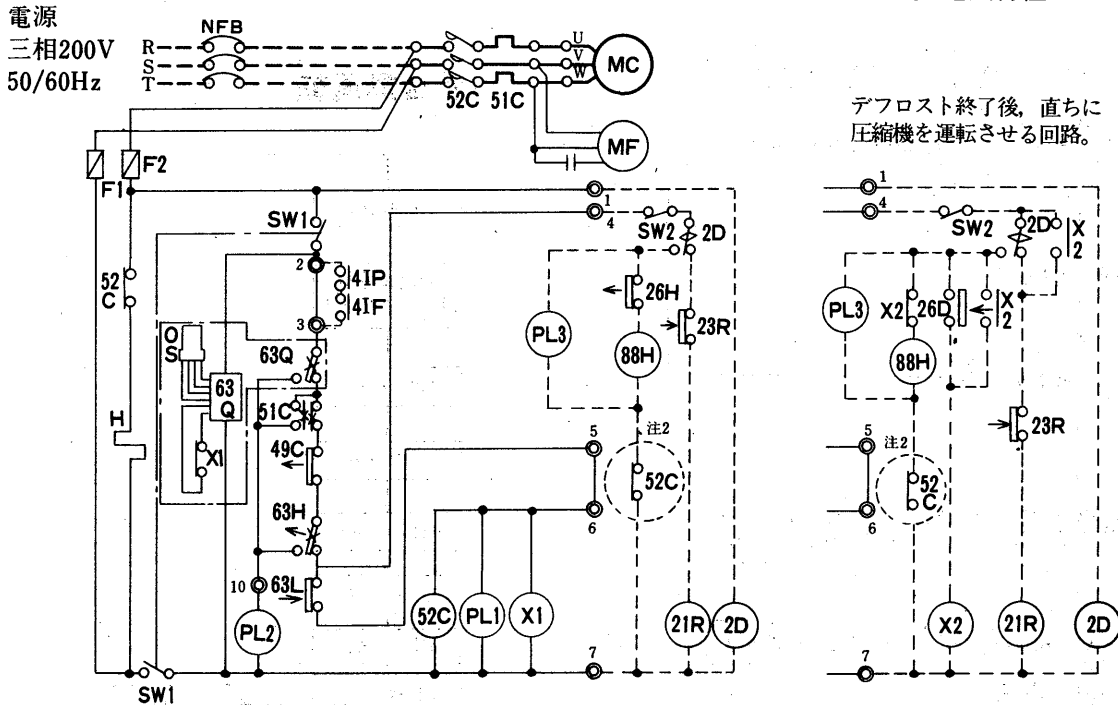 電源
三相200V
50/60Hz
NFB
R
S
T
U
V
W
MC
52C 51C
MF
F1
F2
デフロスト終了後, 直ちに
圧縮機を運転させる回路。
SW1
1
4
SW2
2D
2
3
41P
41F
52
C
O
S
63
Q
63Q
X1
H
51C
49C
63H
63L
10
PL2
SW1
26H
23R
PL3
88H
注2
52C
5
6
52C
PL1
X1
21R
2D
7
1
4
SW2
2D
X
2
PL3
X2
26D
X
2
88H
23R
5
注2
52
C
6
X2
21R
2D
7